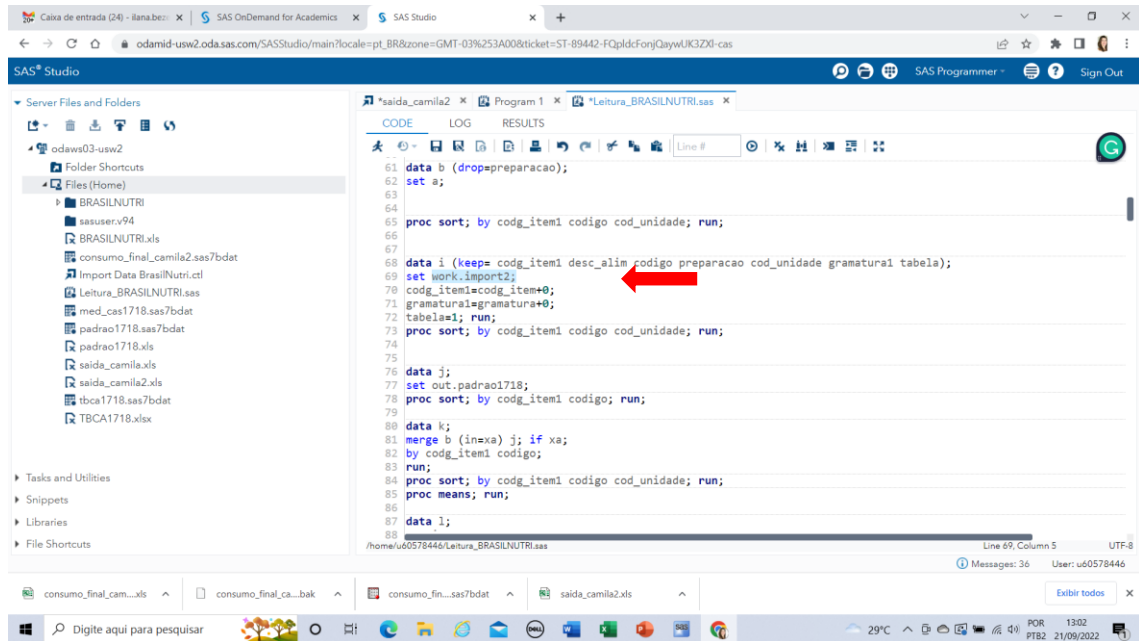 Caixa de entrada (24) - ilana.bez
SAS OnDemand for Academics
SAS Studio
odamid-usw2.oda.sas.com/SASStudio/main?locale=pt_BR&zone=GMT-03%253A00&ticket=ST-89442-FQpldcFonjQaywUK3ZXl-cas
SAS® Studio
SAS Programmer
Sign Out
Server Files and Folders
odaws03-usw2
Folder Shortcuts
Files (Home)
BRASILNUTRI
sasuser.v94
BRASILNUTRI.xls
consumo_final_camila2.sas7bdat
Import Data BrasilNutri.ctl
Leitura_BRASILNUTRI.sas
med_cas1718.sas7bdat
padrao1718.sas7bdat
padrao1718.xls
saida_camila.xls
saida_camila2.xls
tbca1718.sas7bdat
TBCA1718.xlsx
Tasks and Utilities
Snippets
Libraries
File Shortcuts
*saida_camila2
Program 1
*Leitura_BRASILNUTRI.sas
CODE LOG RESULTS
Line #
61 data b (drop=preparacao);
62 set a;
63
64
65 proc sort; by codg_item1 codigo cod_unidade; run;
66
67
68 data i (keep= codg_item1 desc_alim codigo preparacao cod_unidade gramatura1 tabela);
69 set work.import2;
70 codg_item1=codg_item+0;
71 gramatura1=gramatura+0;
72 tabela=1; run;
73 proc sort; by codg_item1 codigo cod_unidade; run;
74
75
76 data j;
77 set out.padrao1718;
78 proc sort; by codg_item1 codigo; run;
79
80 data k;
81 merge b (in=xa) j; if xa;
82 by codg_item1 codigo;
83 run;
84 proc sort; by codg_item1 codigo cod_unidade; run;
85 proc means; run;
86
87 data l;
88
/home/u60578446/Leitura_BRASILNUTRI.sas
Line 69, Column 5
UTF-8
Messages: 36
User: u60578446
consumo_final_cam....xls
consumo_final_ca....bak
consumo_fin....sas7bdat
saida_camila2.xls
Exibir todos
Digite aqui para pesquisar
29°C
POR
PTB2
13:02
21/09/2022